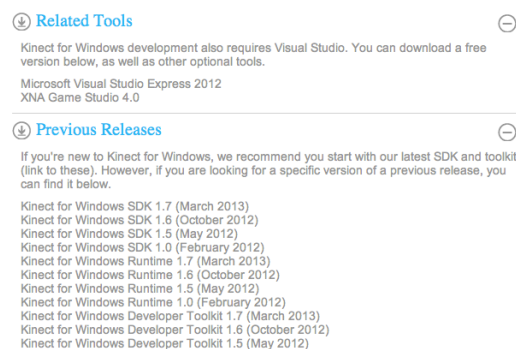 Related Tools
Kinect for Windows development also requires Visual Studio. You can download a free
version below, as well as other optional tools.
Microsoft Visual Studio Express 2012
XNA Game Studio 4.0
Previous Releases
If you're new to Kinect for Windows, we recommend you start with our latest SDK and toolkit
(link to these). However, if you are looking for a specific version of a previous release, you
can find it below.
Kinect for Windows SDK 1.7 (March 2013)
Kinect for Windows SDK 1.6 (October 2012)
Kinect for Windows SDK 1.5 (May 2012)
Kinect for Windows SDK 1.0 (February 2012)
Kinect for Windows Runtime 1.7 (March 2013)
Kinect for Windows Runtime 1.6 (October 2012)
Kinect for Windows Runtime 1.5 (May 2012)
Kinect for Windows Runtime 1.0 (February 2012)
Kinect for Windows Developer Toolkit 1.7 (March 2013)
Kinect for Windows Developer Toolkit 1.6 (October 2012)
Kinect for Windows Developer Toolkit 1.5 (May 2012)